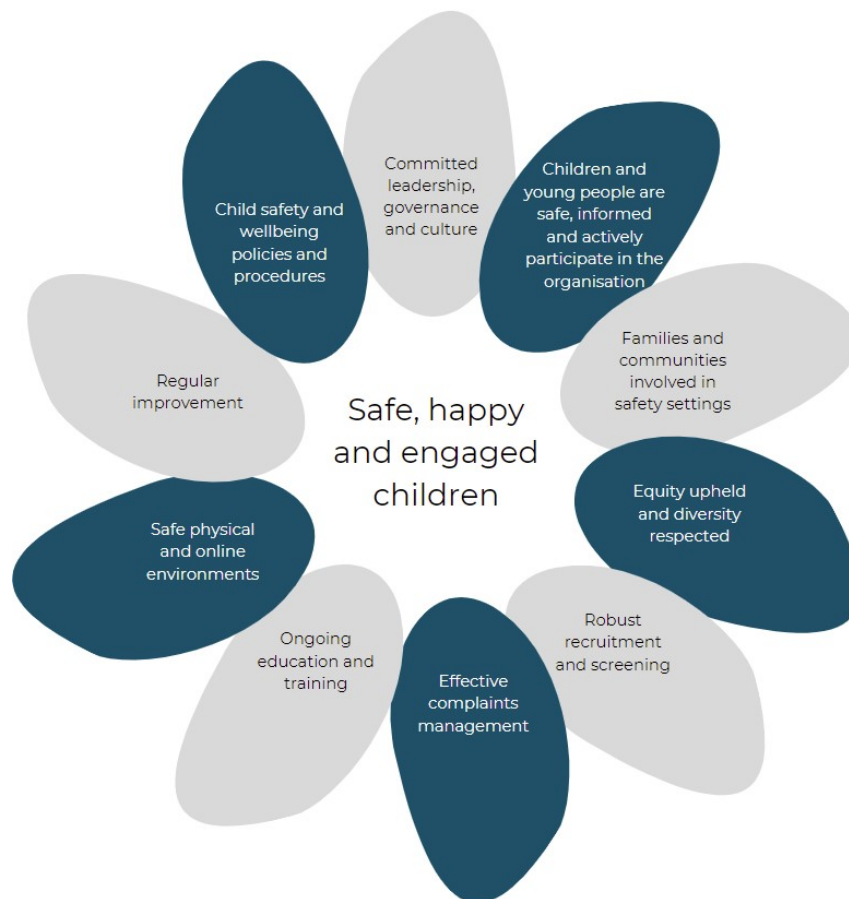 Committed
leadership,
governance
and culture
Children and
young people are
safe, informed
and actively
participate in the
organisation
Families and
communities
involved in
safety settings
Equity upheld
and diversity
respected
Robust
recruitment
and screening
Effective
complaints
management
Ongoing
education and
training
Safe physical
and online
environments
Regular
improvement
Child safety and
wellbeing
policies and
procedures
Safe, happy
and engaged
children